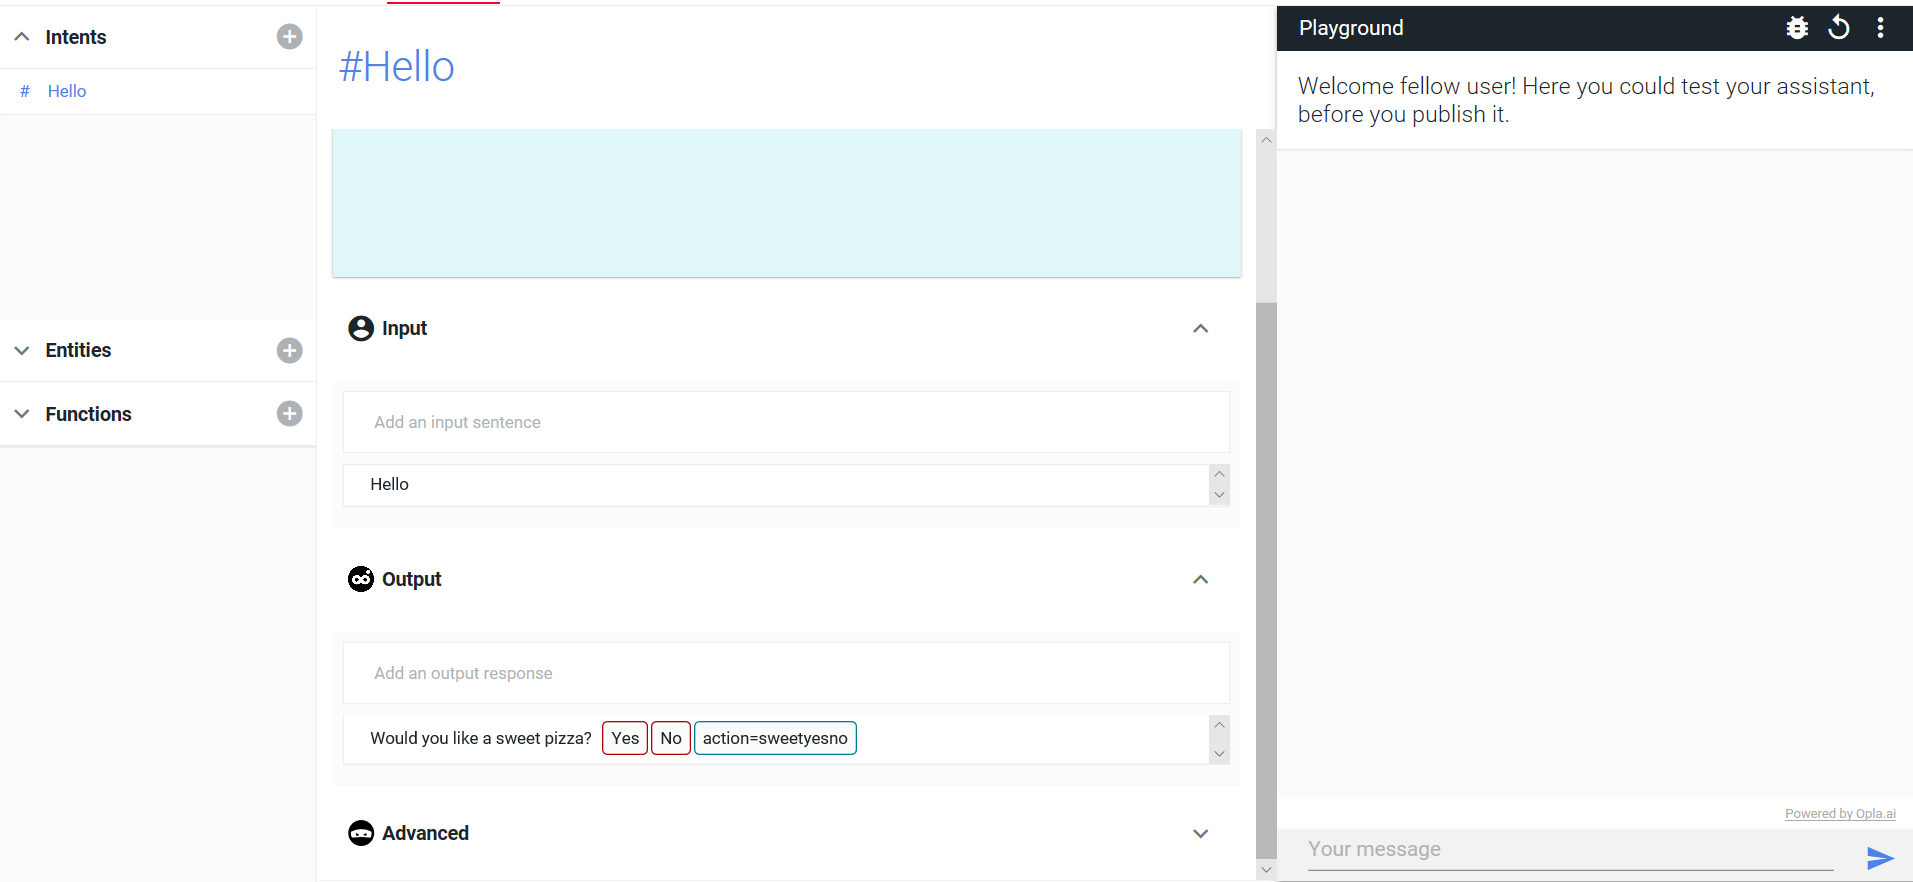 Intents
# Hello
Entities
Functions
#Hello
Input
Add an input sentence
Hello
Output
Add an output response
Would you like a sweet pizza? Yes No action=sweetyesno
Advanced
Playground
Welcome fellow user! Here you could test your assistant,
before you publish it.
Powered by Opla.ai
Your message